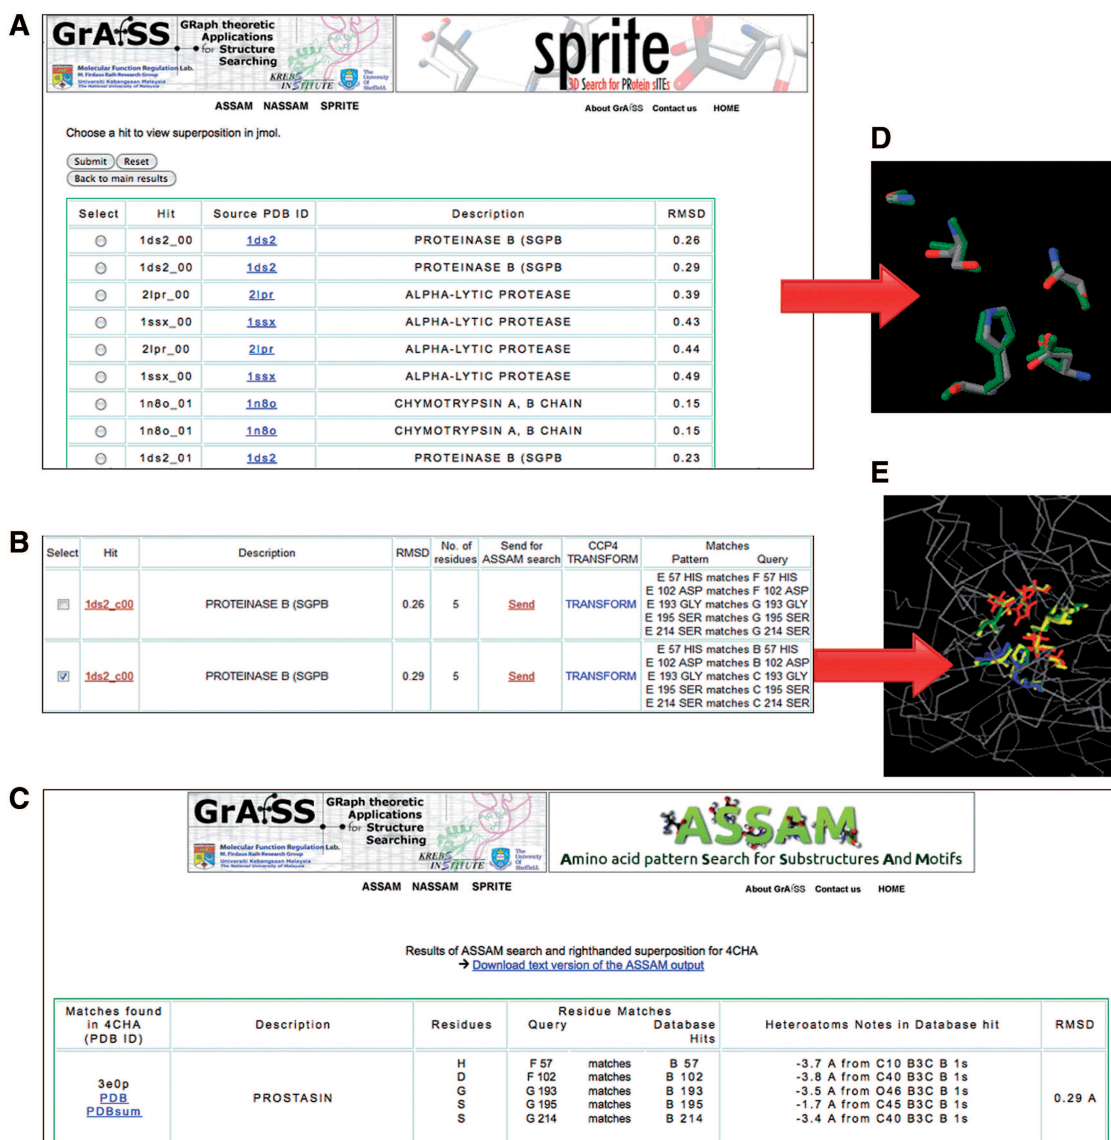 A
GrAfSS
GRaph theoretic
Applications
for Structure
Searching
Molecular Function Regulation Lab.
M. Firdaus Raih Research Group
Universiti Kebangsaan Malaysia
The National University of Malaysia
KREBS
INSTITUTE
The
University
Of
Sheffield.
sprite
3D Search for PRotein sITEs
ASSAM NASSAM SPRITE
About GrAfSS Contact us HOME
Choose a hit to view superposition in jmol.
Submit Reset
Back to main results
Select Hit Source PDB ID Description RMSD
1ds2_00 1ds2 PROTEINASE B (SGPB 0.26
1ds2_00 1ds2 PROTEINASE B (SGPB 0.29
2lpr_00 2lpr ALPHA-LYTIC PROTEASE 0.39
1ssx_00 1ssx ALPHA-LYTIC PROTEASE 0.43
2lpr_00 2lpr ALPHA-LYTIC PROTEASE 0.44
1ssx_00 1ssx ALPHA-LYTIC PROTEASE 0.49
1n8o_01 1n8o CHYMOTRYPSIN A, B CHAIN 0.15
1n8o_01 1n8o CHYMOTRYPSIN A, B CHAIN 0.15
1ds2_01 1ds2 PROTEINASE B (SGPB 0.23
D
E
B
Select Hit Description RMSD No. of residues Send for ASSAM search CCP4 TRANSFORM Matches
Pattern Query
1ds2_c00 PROTEINASE B (SGPB 0.26 5 Send TRANSFORM
E 57 HIS matches F 57 HIS
E 102 ASP matches F 102 ASP
E 193 GLY matches G 193 GLY
E 195 SER matches G 195 SER
E 214 SER matches G 214 SER
1ds2_c00 PROTEINASE B (SGPB 0.29 5 Send TRANSFORM
E 57 HIS matches B 57 HIS
E 102 ASP matches B 102 ASP
E 193 GLY matches C 193 GLY
E 195 SER matches C 195 SER
E 214 SER matches C 214 SER
C
GrAfSS
GRaph theoretic
Applications
for Structure
Searching
Molecular Function Regulation Lab.
M. Firdaus Raih Research Group
Universiti Kebangsaan Malaysia
The National University of Malaysia
KREBS
INSTITUTE
The
University
Of
Sheffield.
ASSAM
Amino acid pattern Search for Substructures And Motifs
ASSAM NASSAM SPRITE
About GrAfSS Contact us HOME
Results of ASSAM search and righthanded superposition for 4CHA
→ Download text version of the ASSAM output
Matches found in 4CHA (PDB ID) Description Residues Residue Matches Heteroatoms Notes in Database hit RMSD
Query Database Hits
3e0p
PDB
PDBsum
PROSTASIN
H F 57 matches B 57 -3.7 A from C10 B3C B 1s
D F 102 matches B 102 -3.8 A from C40 B3C B 1s
G G 193 matches B 193 -3.5 A from O46 B3C B 1s
S G 195 matches B 195 -1.7 A from C45 B3C B 1s
S G 214 matches B 214 -3.4 A from C40 B3C B 1s
0.29 A